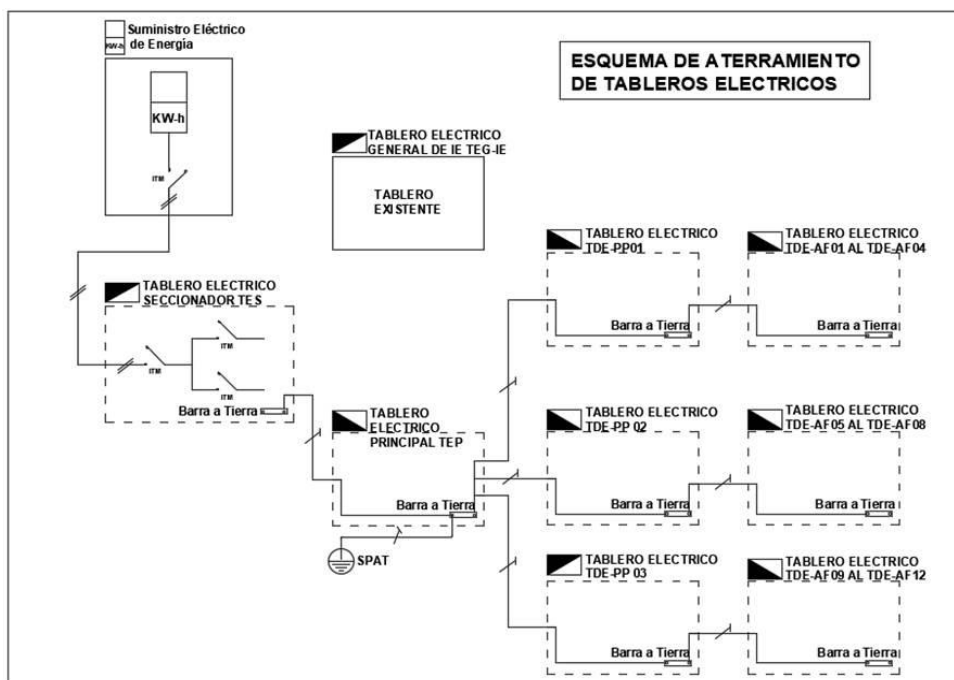 Suministro Eléctrico
de Energía
KW-h
KW-h
ITM
ESQUEMA DE ATERRAMIENTO
DE TABLEROS ELECTRICOS
TABLERO ELECTRICO
GENERAL DE IE TEG-IE
TABLERO
EXISTENTE
TABLERO ELECTRICO
SECCIONADOR TES
ITM
ITM
ITM
Barra a Tierra
TABLERO
ELECTRICO
PRINCIPAL TEP
Barra a Tierra
SPAT
TABLERO ELECTRICO
TDE-PP01
Barra a Tierra
TABLERO ELECTRICO
TDE-AF01 AL TDE-AF04
Barra a Tierra
TABLERO ELECTRICO
TDE-PP 02
Barra a Tierra
TABLERO ELECTRICO
TDE-AF05 AL TDE-AF08
Barra a Tierra
TABLERO ELECTRICO
TDE-PP 03
Barra a Tierra
TABLERO ELECTRICO
TDE-AF09 AL TDE-AF12
Barra a Tierra